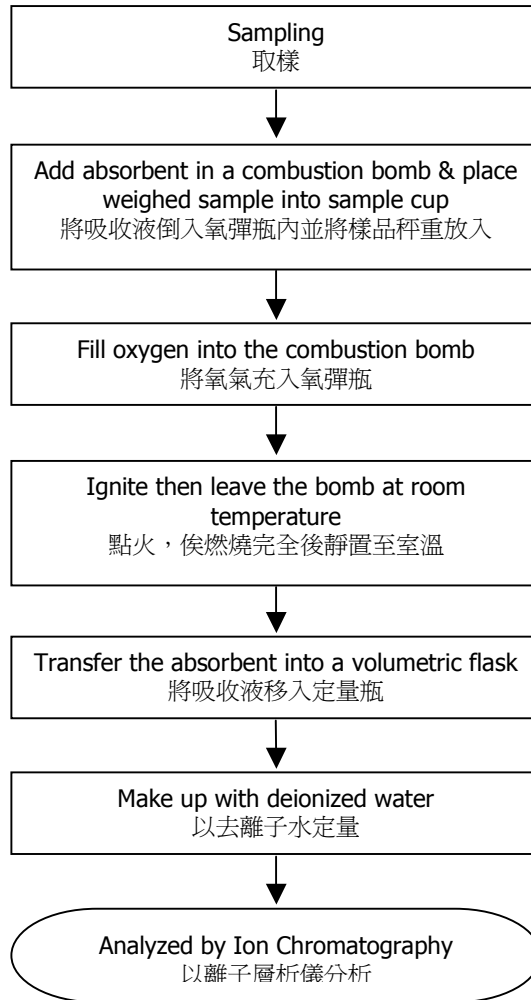 Sampling
取樣
Add absorbent in a combustion bomb & place
weighed sample into sample cup
將吸收液倒入氧彈瓶內並將樣品秤重放入
Fill oxygen into the combustion bomb
將氧氣充入氧彈瓶
Ignite then leave the bomb at room
temperature
點火，俟燃燒完全後靜置至室溫
Transfer the absorbent into a volumetric flask
將吸收液移入定量瓶
Make up with deionized water
以去離子水定量
Analyzed by Ion Chromatography
以離子層析儀分析